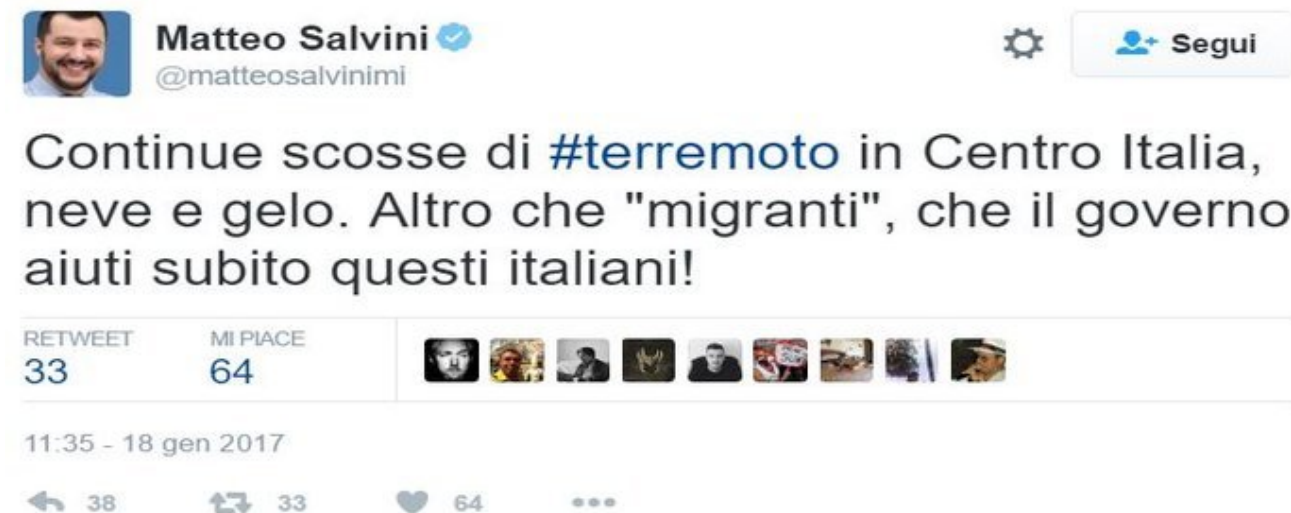 Matteo Salvini
@matteosalvinimi
Segui
Continue scosse di #terremoto in Centro Italia,
neve e gelo. Altro che "migranti", che il governo
aiuti subito questi italiani!
RETWEET MI PIACE
33 64
11:35 - 18 gen 2017
38 33 64